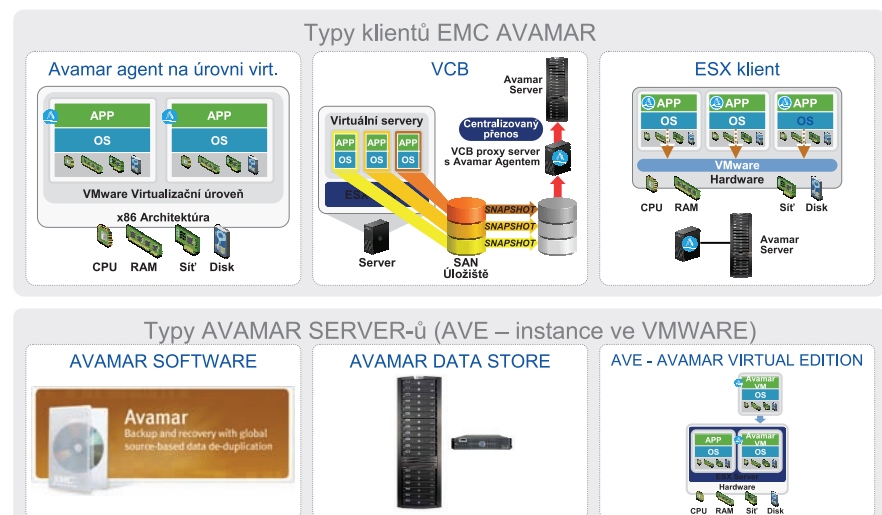 Typy klientů EMC AVAMAR
Avamar agent na úrovni virt.
APP
APP
OS
OS
VMware Virtualizační úroveň
x86 Architektúra
CPU
RAM
Síť
Disk
VCB
Avamar
Server
Virtuální servery
APP
APP
APP
OS
OS
OS
Centralizovaný
přenos
VCB proxy server
s Avamar Agentem
SNAPSHOT
SNAPSHOT
SNAPSHOT
Server
SAN
Úložiště
ESX klient
APP
APP
APP
OS
OS
OS
VMware
Hardware
CPU
RAM
Síť
Disk
Avamar
Server
Typy AVAMAR SERVER-ů (AVE – instance ve VMWARE)
AVAMAR SOFTWARE
Avamar
Backup and recovery with global
source-based data de-duplication
EMC
AVAMAR DATA STORE
AVE - AVAMAR VIRTUAL EDITION
Avamar
VM
OS
APP
Avamar
VM
OS
OS
ESX Server
Hardware
CPU
RAM
Síť
Disk